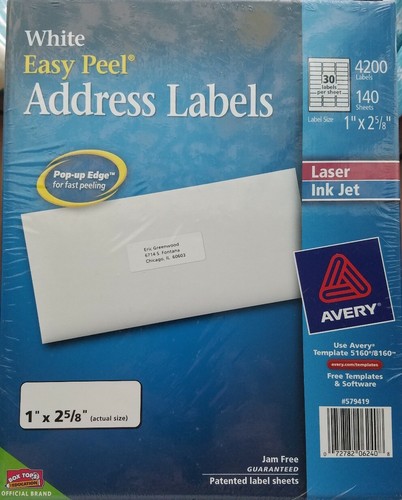 White
Easy Peel®
Address Labels
30
labels
per sheet
4200
Labels
140
Sheets
Label Size
1" x 2 5/8"
Pop-up Edge™
for fast peeling
Laser
Ink Jet
Eric Greenwood
6714 S. Fontana
Chicago, IL 60603
AVERY®
Use Avery®
Template 5160®/8160™
avery.com/templates
Free Templates
& Software
#579419
0 72782 06240 8
1" x 2 5/8" (actual size)
Jam Free
GUARANTEED
Patented label sheets
BOX TOPS
EDUCATION
OFFICIAL BRAND